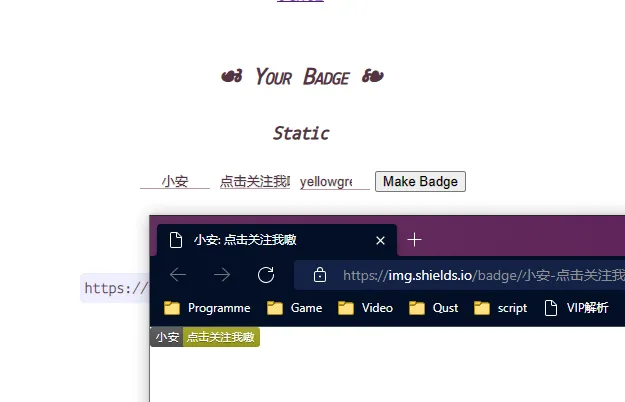 ❧ Your Badge ❧
Static
小安 点击关注我 yellowgre Make Badge
小安: 点击关注我嗷
https://
https://img.shields.io/badge/小安-点击关注我
Programme Game Video Qust script VIP解析
小安 点击关注我嗷